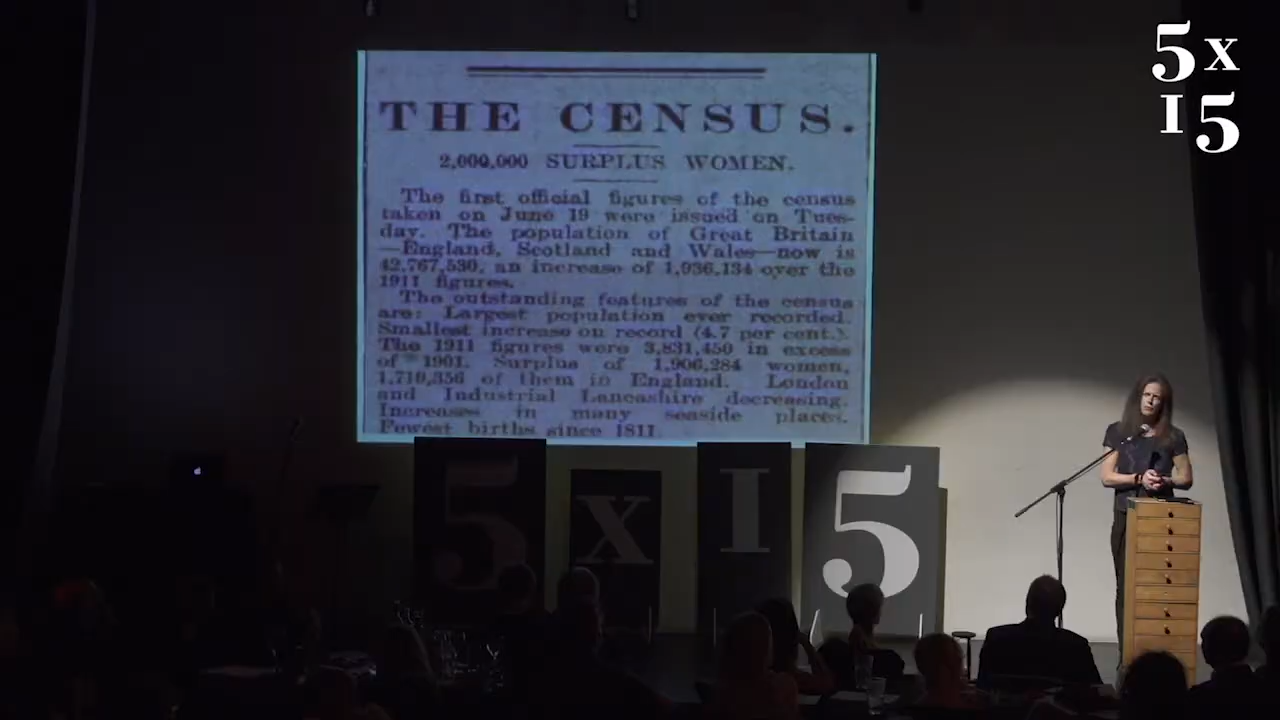 THE CENSUS.
2,000,000 SURPLUS WOMEN.
The first official figures of the census
taken on June 19 were issued on Tues-
day. The population of Great Britain
—England, Scotland and Wales—now is
42,767,530, an increase of 1,936,134 over the
1911 figures.
The outstanding features of the census
are: Largest population ever recorded.
Smallest increase on record (4.7 per cent.).
The 1911 figures were 3,831,450 in excess
of 1901. Surplus of 1,906,284 women,
1,710,356 of them in England. London
and Industrial Lancashire decreasing.
Increases in many seaside places.
Fewest births since 1811.
5 x
I 5
5 x I 5